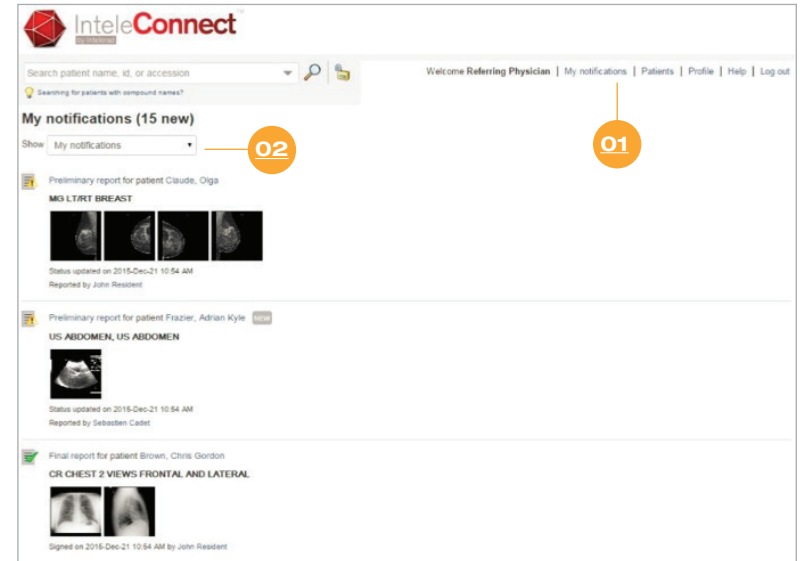 InteleConnect™
by Intelerad
Search patient name, id, or accession
Searching for patients with compound names?
Welcome Referring Physician | My notifications | Patients | Profile | Help | Log out
My notifications (15 new)
01
Show My notifications
02
Preliminary report for patient Claude, Olga
MG LT/RT BREAST
Status updated on 2015-Dec-21 10:54 AM
Reported by John Resident
Preliminary report for patient Frazier, Adrian Kyle NEW
US ABDOMEN, US ABDOMEN
Status updated on 2015-Dec-21 10:54 AM
Reported by Sebastien Cadet
Final report for patient Brown, Chris Gordon
CR CHEST 2 VIEWS FRONTAL AND LATERAL
Signed on 2015-Dec-21 10:54 AM by John Resident